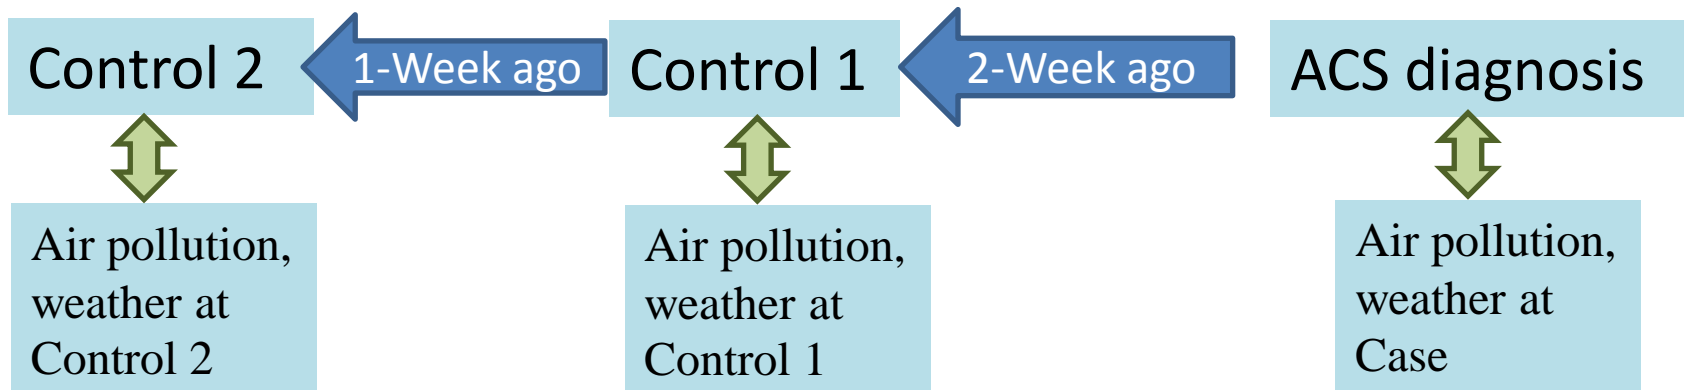 Control 2
1-Week ago
Control 1
2-Week ago
ACS diagnosis
Air pollution,
weather at
Control 2
Air pollution,
weather at
Control 1
Air pollution,
weather at
Case